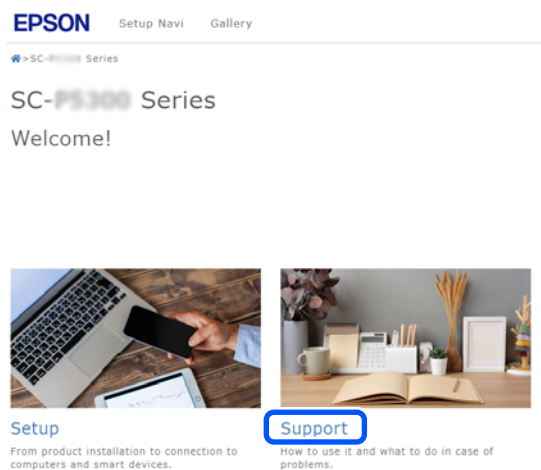 EPSON Setup Navi Gallery
>SC- Series
SC- Series
Welcome!
Setup
From product installation to connection to
computers and smart devices.
Support
How to use it and what to do in case of
problems.